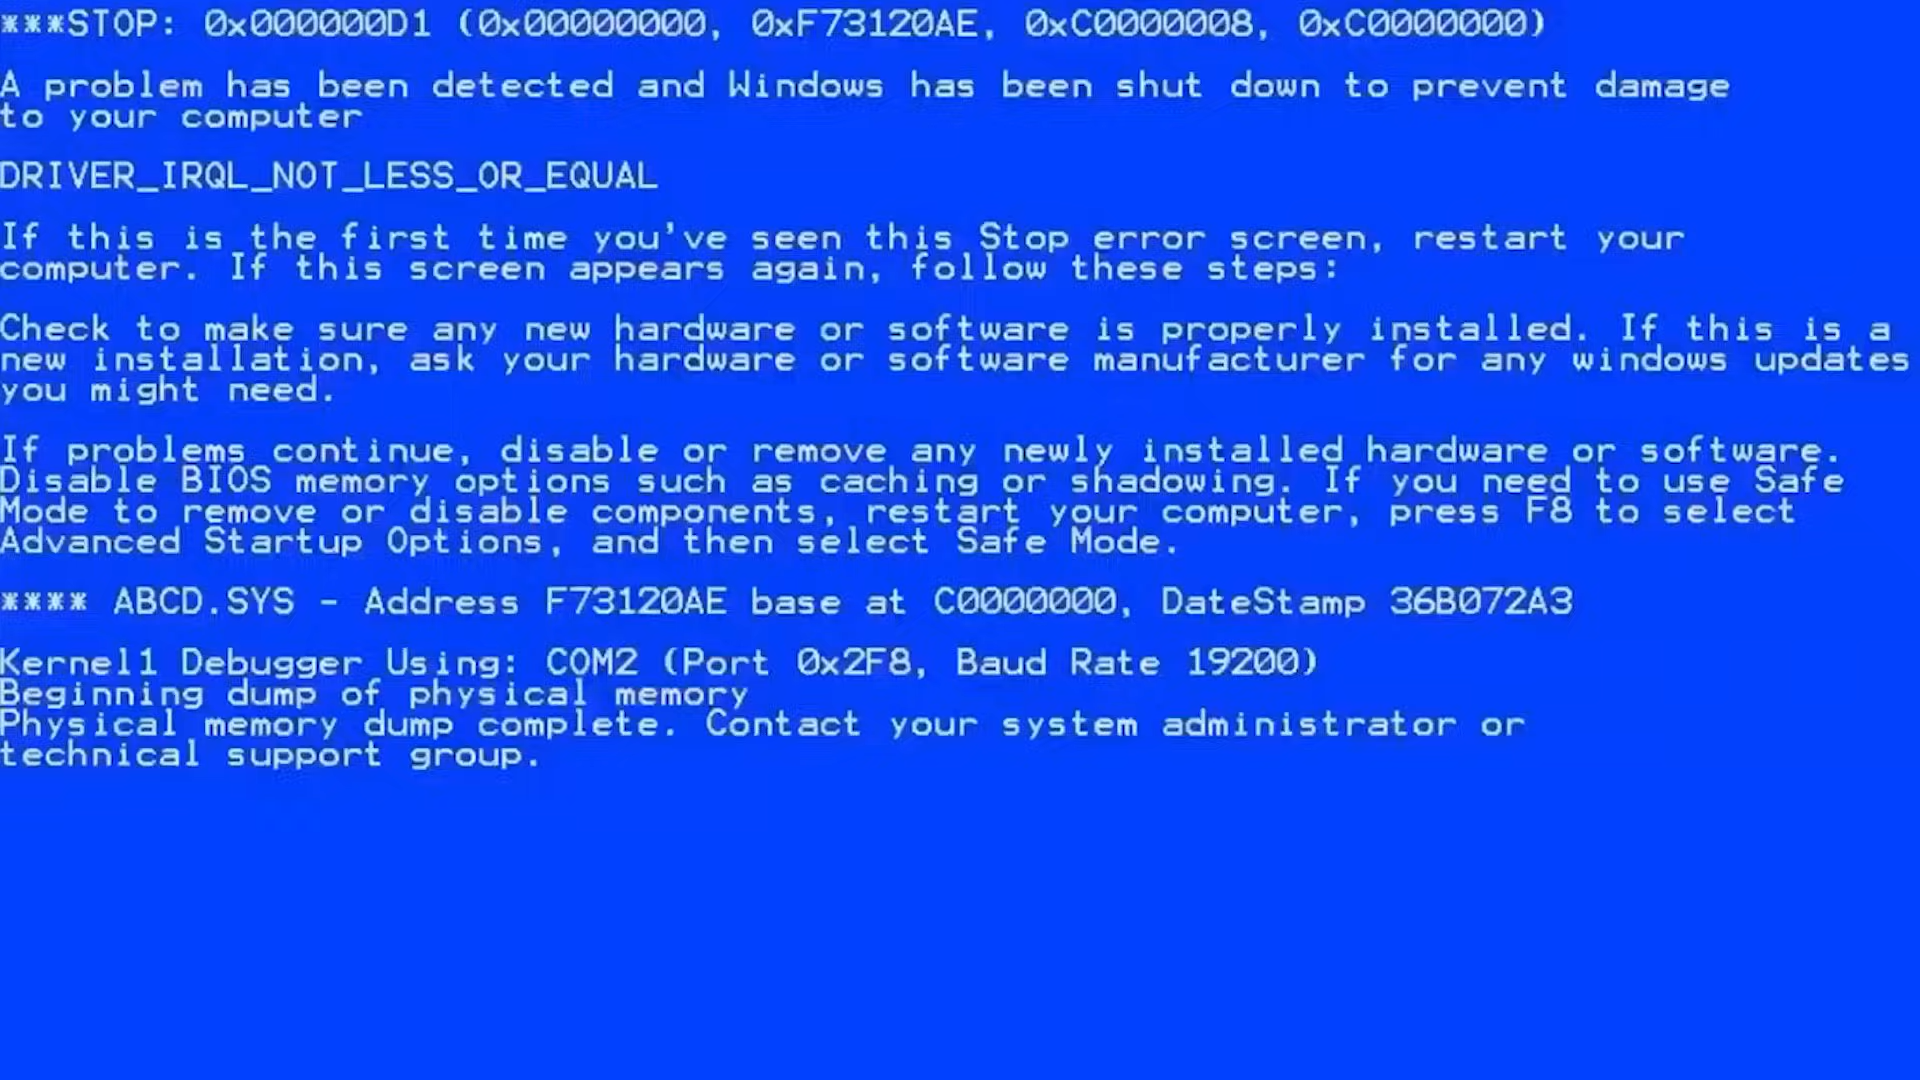 ***STOP: 0x000000D1 (0x00000000, 0xF73120AE, 0xC0000008, 0xC0000000)
A problem has been detected and Windows has been shut down to prevent damage
to your computer
DRIVER_IRQL_NOT_LESS_OR_EQUAL
If this is the first time you've seen this Stop error screen, restart your
computer. If this screen appears again, follow these steps:
Check to make sure any new hardware or software is properly installed. If this is a
new installation, ask your hardware or software manufacturer for any windows updates
you might need.
If problems continue, disable or remove any newly installed hardware or software.
Disable BIOS memory options such as caching or shadowing. If you need to use Safe
Mode to remove or disable components, restart your computer, press F8 to select
Advanced Startup Options, and then select Safe Mode.
**** ABCD.SYS - Address F73120AE base at C0000000, DateStamp 36B072A3
Kernel1 Debugger Using: COM2 (Port 0x2F8, Baud Rate 19200)
Beginning dump of physical memory
Physical memory dump complete. Contact your system administrator or
technical support group.